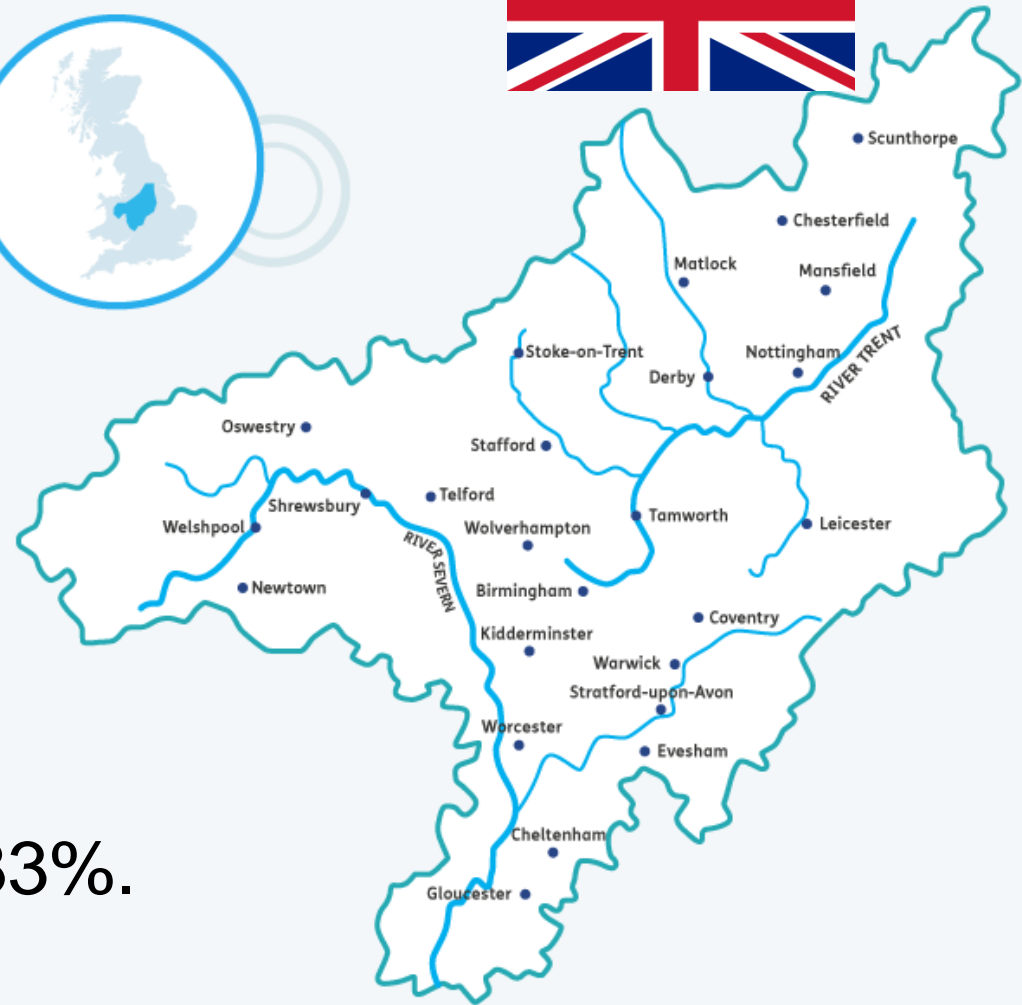 Scunthorpe
Chesterfield
Matlock
Mansfield
Stoke-on-Trent
Nottingham
RIVER TRENT
Derby
Oswestry
Stafford
Shrewsbury
Telford
Tamworth
Leicester
Welshpool
Wolverhampton
RIVER SEVERN
Newtown
Birmingham
Coventry
Kidderminster
Warwick
Stratford-upon-Avon
Worcester
Evesham
Cheltenham
33%.
Gloucester